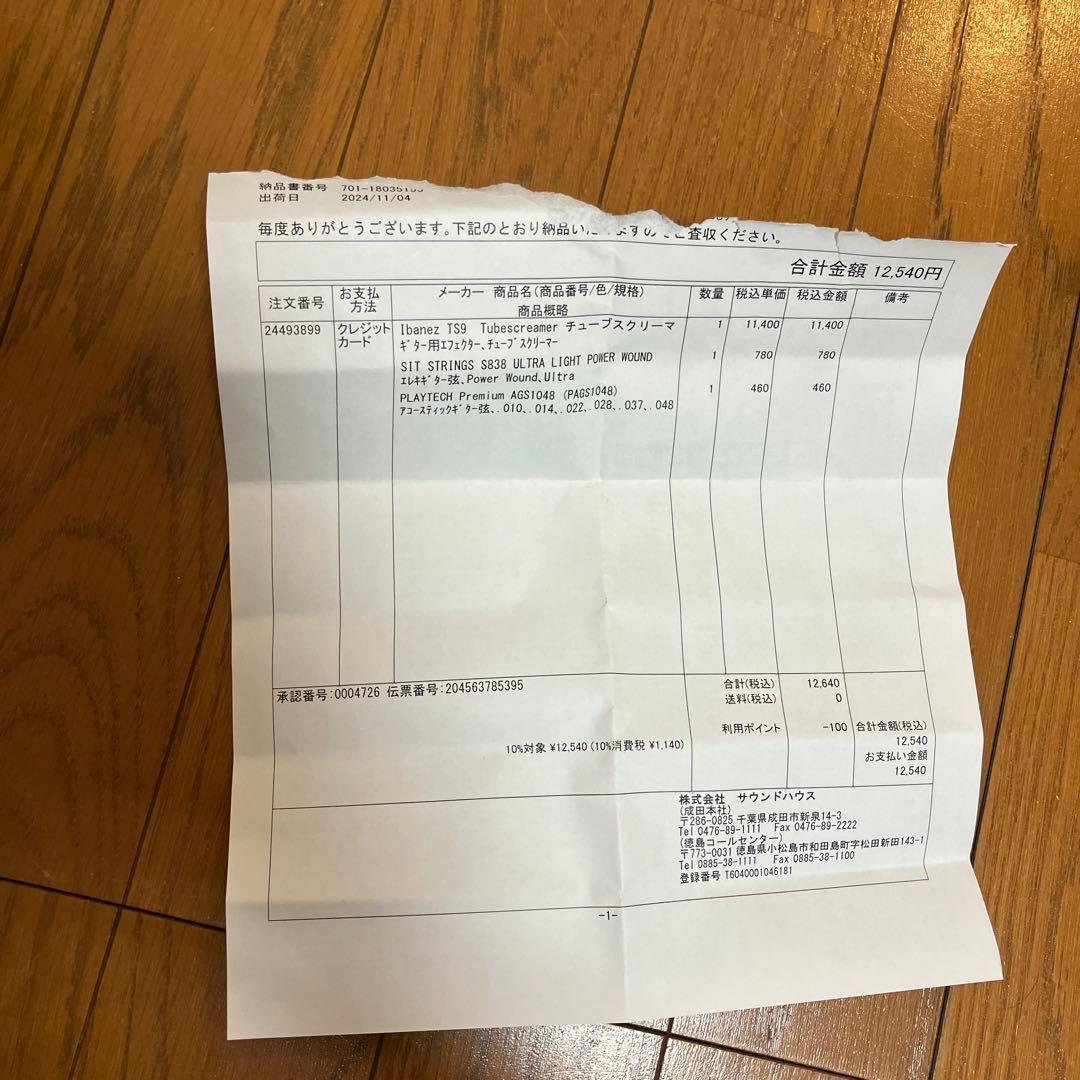 納品書番号 701-180351
出荷日 2024/11/04
毎度ありがとうございます。下記のとおり納品い ますのでご査収ください。
合計金額 12,540円
注文番号 お支払方法 メーカー 商品名(商品番号/色/規格) 商品概略 数量 税込単価 税込金額 備考
24493899 クレジットカード Ibanez TS9 Tubescreamer チューブスクリーマ 1 11,400 11,400
ギター用エフェクター、チューブスクリーマー
SIT STRINGS S838 ULTRA LIGHT POWER WOUND 1 780 780
エレキギター弦、Power Wound、Ultra
PLAYTECH Premium AGS1048 (PAGS1048) 1 460 460
アコースティックギター弦、.010、.014、.022、.028、.037、.048
承認番号:0004726 伝票番号:204563785395
合計(税込) 12,640
送料(税込) 0
利用ポイント -100
10%対象 ¥12,540 (10%消費税 ¥1,140)
合計金額(税込)
12,540
お支払い金額
12,540
株式会社 サウンドハウス
(成田本社)
〒286-0825 千葉県成田市新泉14-3
Tel 0476-89-1111 Fax 0476-89-2222
(徳島コールセンター)
〒773-0031 徳島県小松島市和田島町字松田新田143-1
Tel 0885-38-1111 Fax 0885-38-1100
登録番号 T6040001046181
-1-